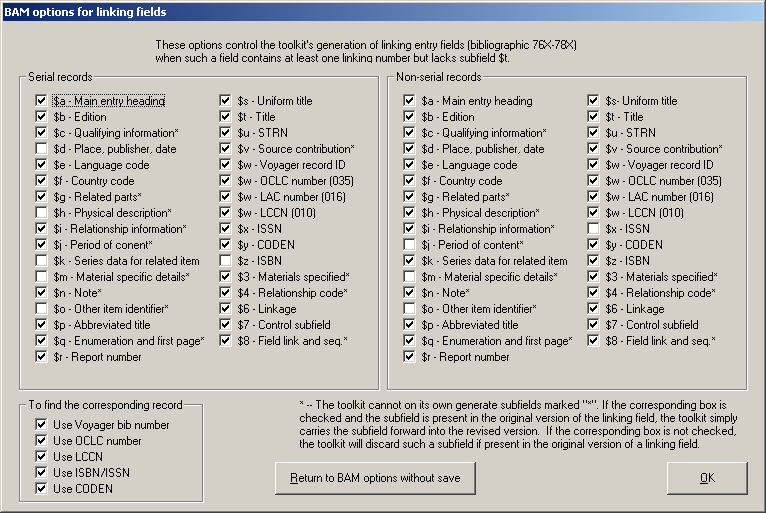 BAM options for linking fields
These options control the toolkit's generation of linking entry fields (bibliographic 76X-78X)
when such a field contains at least one linking number but lacks subfield $t.
Serial records
$a - Main entry heading
$b - Edition
$c - Qualifying information*
$d - Place, publisher, date
$e - Language code
$f - Country code
$g - Related parts*
$h - Physical description*
$i - Relationship information*
$j - Period of conent*
$k - Series data for related item
$m - Material specific details*
$n - Note*
$o - Other item identifier*
$p - Abbreviated title
$q - Enumeration and first page*
$r - Report number
$s - Uniform title
$t - Title
$u - STRN
$v - Source contribution*
$w - Voyager record ID
$w - OCLC number (035)
$w - LAC number (016)
$w - LCCN (010)
$x - ISSN
$y - CODEN
$z - ISBN
$3 - Materials specified*
$4 - Relationship code*
$6 - Linkage
$7 - Control subfield
$8 - Field link and seq.*
Non-serial records
$a - Main entry heading
$b - Edition
$c - Qualifying information*
$d - Place, publisher, date
$e - Language code
$f - Country code
$g - Related parts*
$h - Physical description*
$i - Relationship information*
$j - Period of content*
$k - Series data for related item
$m - Material specific details*
$n - Note*
$o - Other item identifier*
$p - Abbreviated title
$q - Enumeration and first page*
$r - Report number
$s- Uniform title
$t - Title
$u - STRN
$v - Source contribution*
$w - Voyager record ID
$w - OCLC number (035)
$w - LAC number (016)
$w - LCCN (010)
$x - ISSN
$y - CODEN
$z - ISBN
$3 - Materials specified*
$4 - Relationship code*
$6 - Linkage
$7 - Control subfield
$8 - Field link and seq.*
To find the corresponding record
Use Voyager bib number
Use OCLC number
Use LCCN
Use ISBN/ISSN
Use CODEN
* -- The toolkit cannot on its own generate subfields marked "*". If the corresponding box is
checked and the subfield is present in the original version of the linking field, the toolkit simply
carries the subfield forward into the revised version. If the corresponding box is not checked,
the toolkit will discard such a subfield if present in the original version of a linking field.
Return to BAM options without save
OK